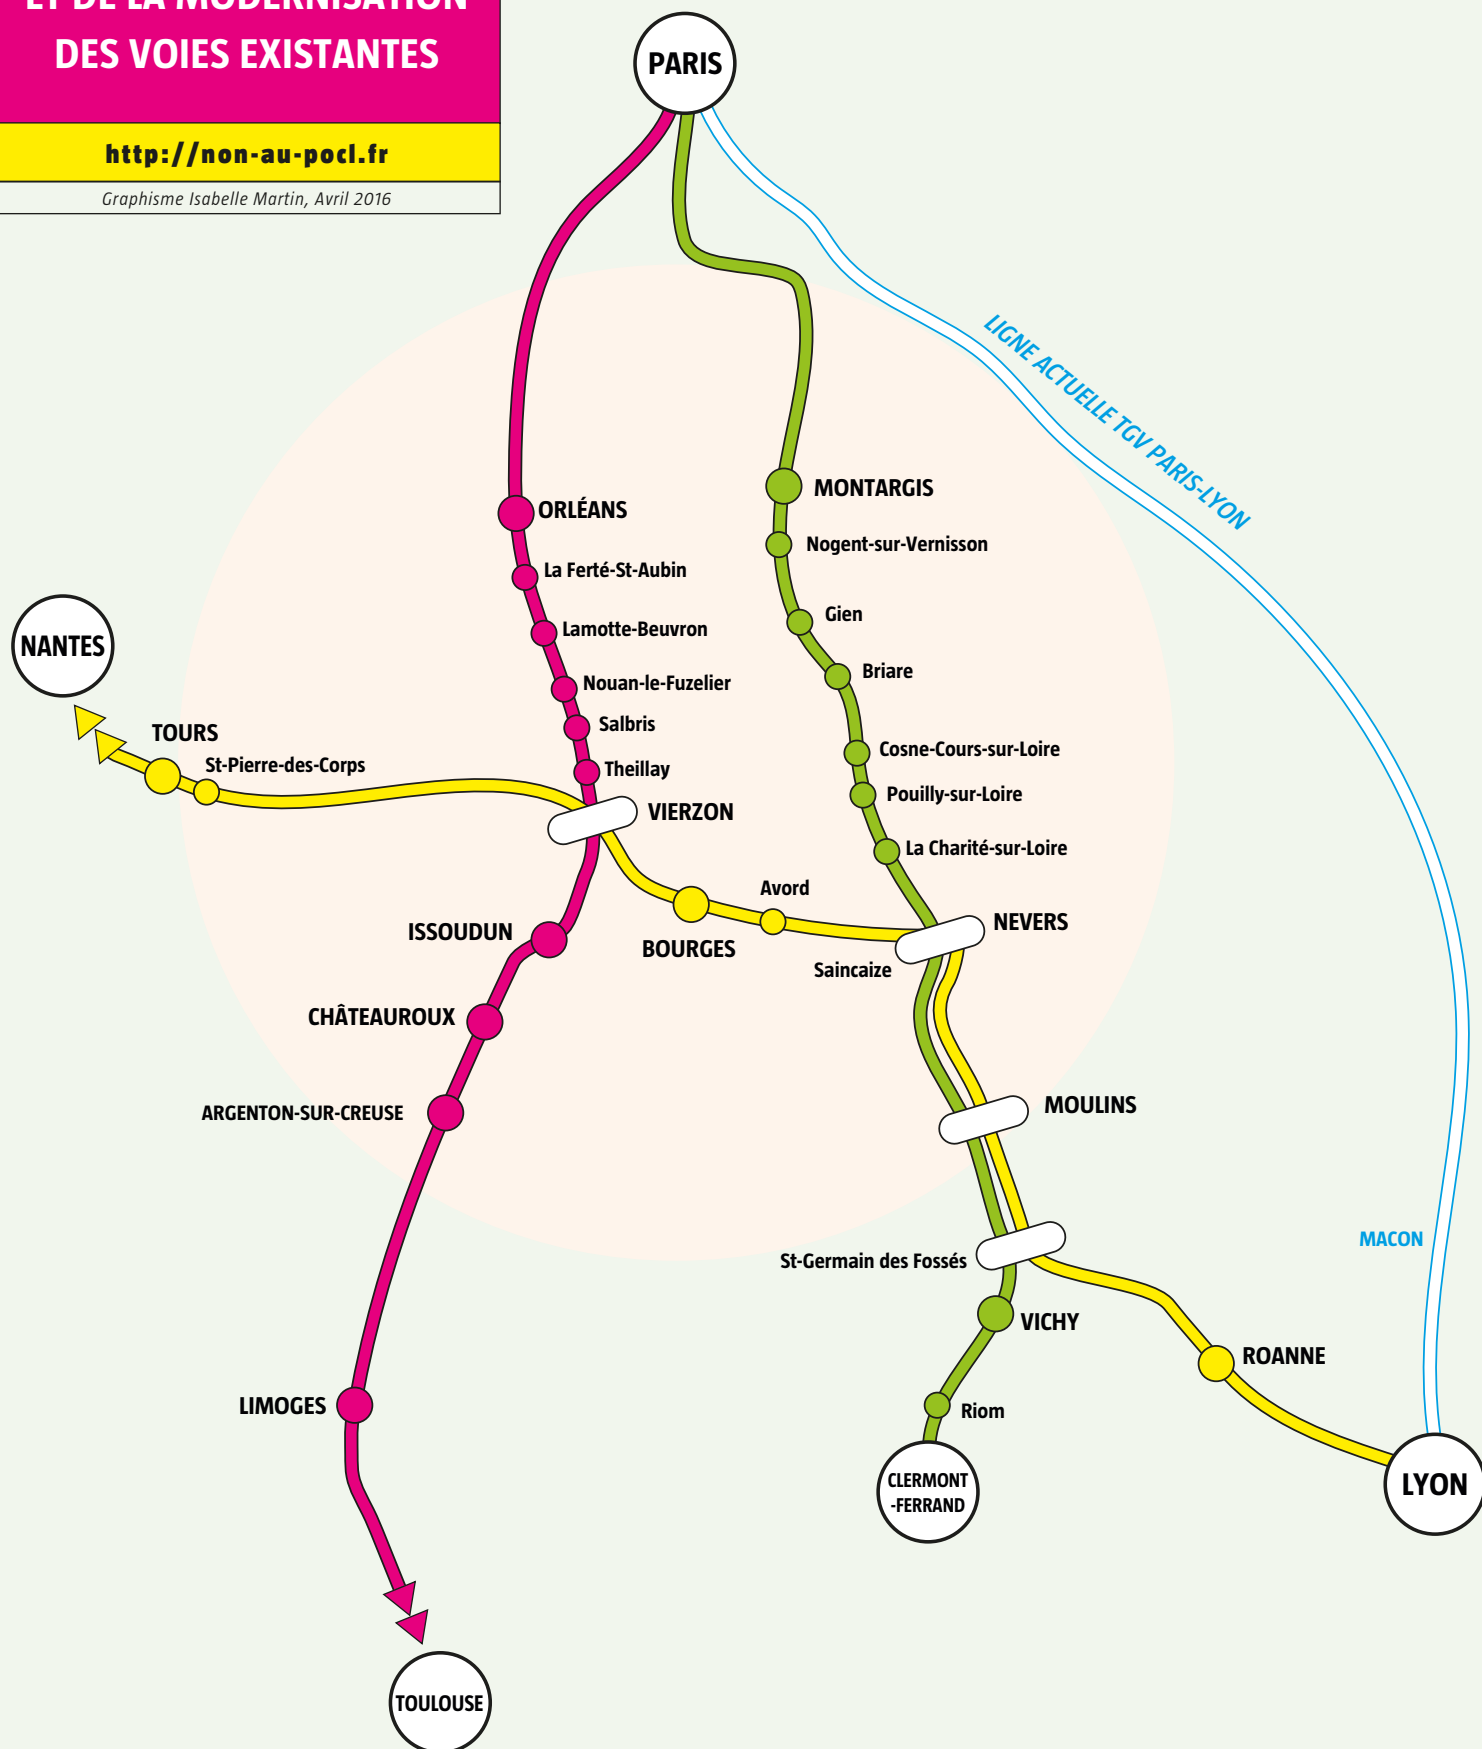 ET DE LA MODERNISATION
DES VOIES EXISTANTES
http://non-au-pocl.fr
Graphisme Isabelle Martin, Avril 2016
PARIS
LIGNE ACTUELLE TGV PARIS-LYON
MONTARGIS
ORLÉANS
Nogent-sur-Vernisson
La Ferté-St-Aubin
Gien
Lamotte-Beuvron
NANTES
Briare
Nouan-le-Fuzelier
Salbris
TOURS
Cosne-Cours-sur-Loire
St-Pierre-des-Corps
Theillay
Pouilly-sur-Loire
VIERZON
La Charité-sur-Loire
Avord
NEVERS
ISSOUDUN
BOURGES
Saincaize
CHÂTEAUROUX
MOULINS
ARGENTON-SUR-CREUSE
MACON
St-Germain des Fossés
VICHY
ROANNE
LIMOGES
Riom
CLERMONT
-FERRAND
LYON
TOULOUSE